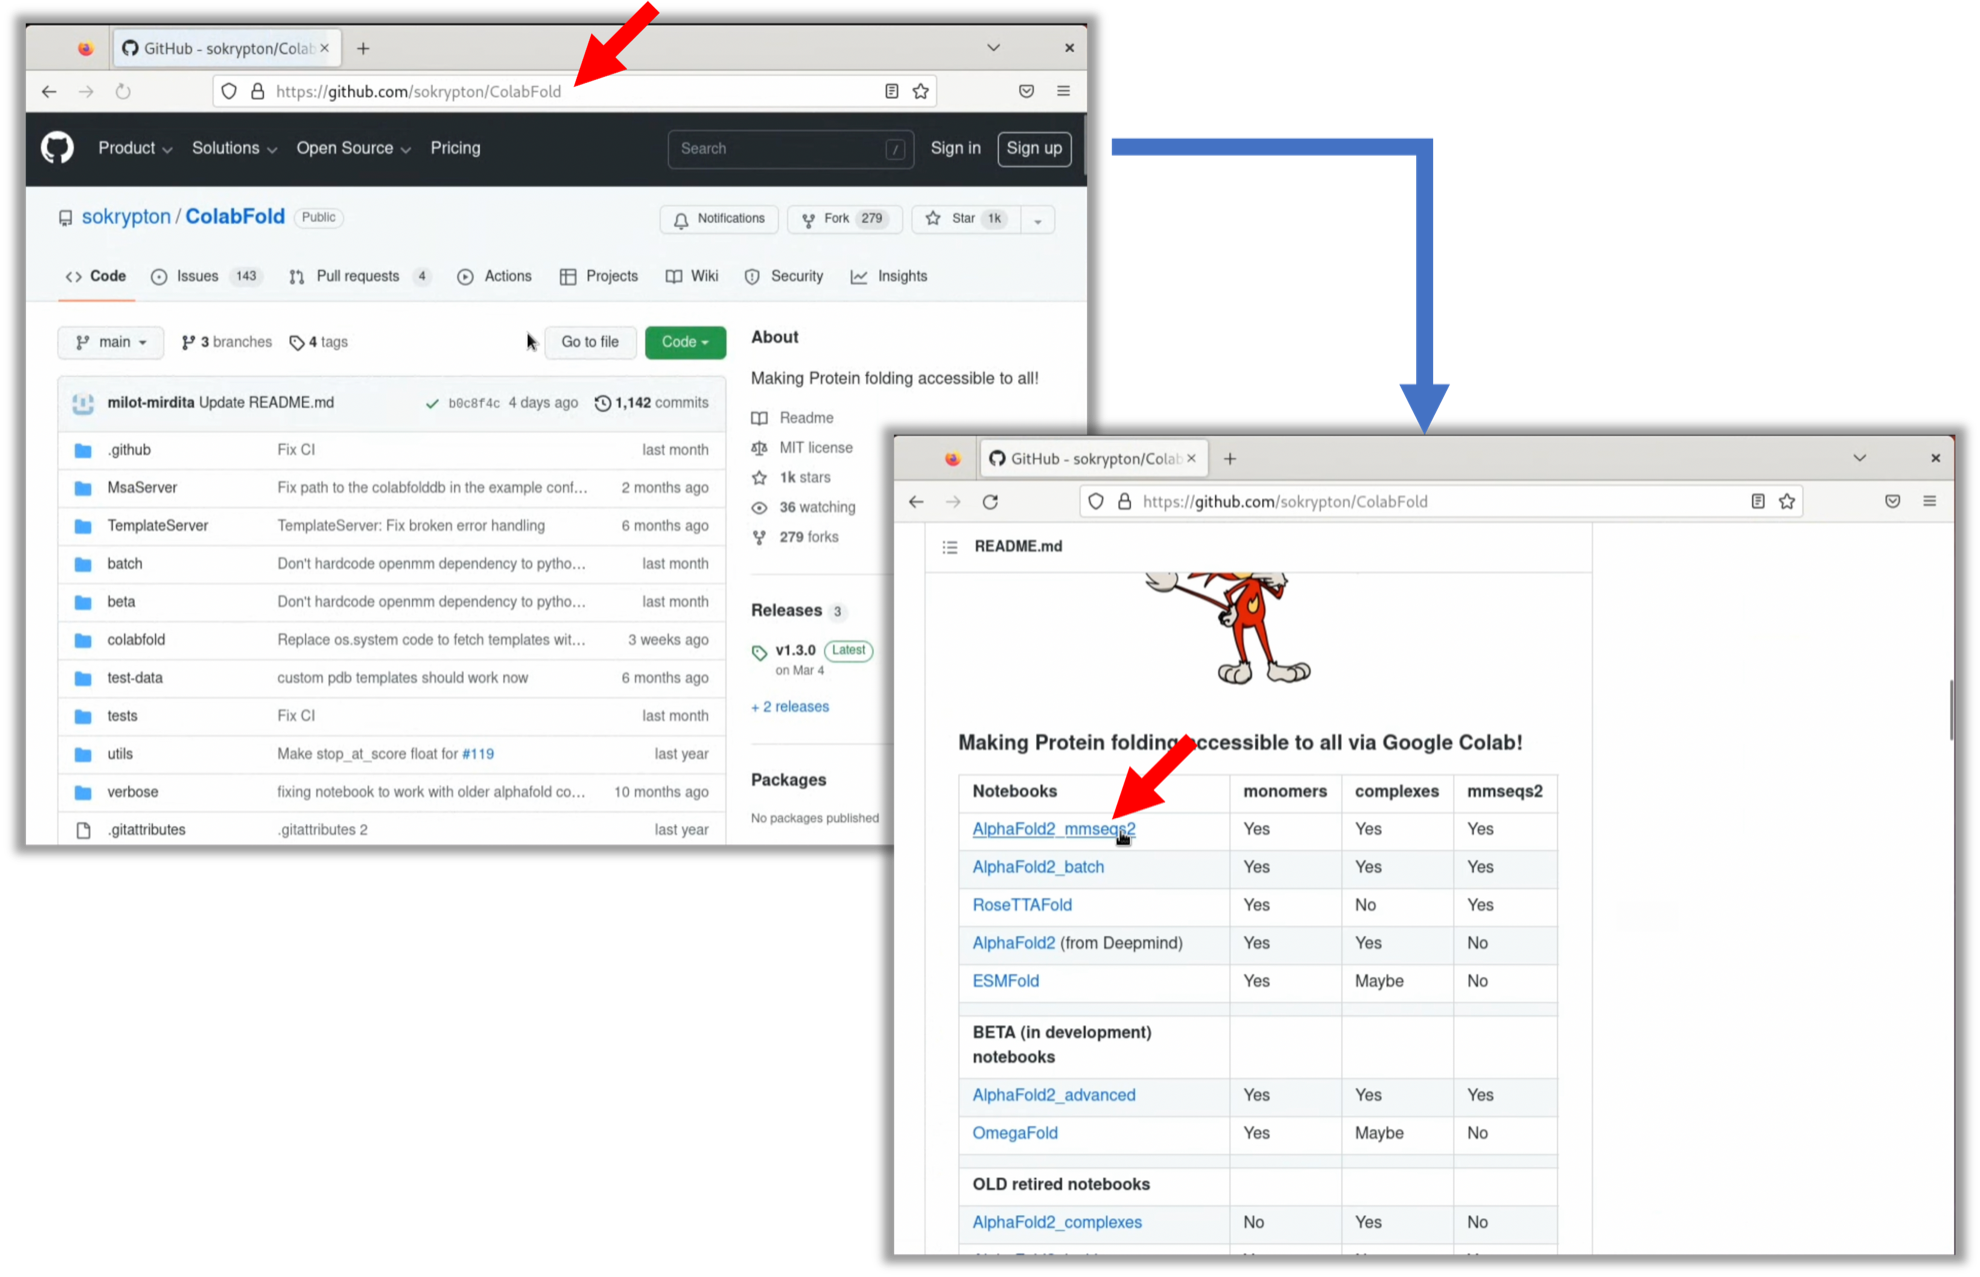 GitHub - sokrypton/Colab
https://github.com/sokrypton/ColabFold
Product Solutions Open Source Pricing Search / Sign in Sign up
sokrypton / ColabFold Public Notifications Fork 279 Star 1k
Code Issues 143 Pull requests 4 Actions Projects Wiki Security Insights
main 3 branches 4 tags Go to file Code
milot-mirdita Update README.md b0c8f4c 4 days ago 1,142 commits
.github Fix CI last month
MsaServer Fix path to the colabfolddb in the example conf... 2 months ago
TemplateServer TemplateServer: Fix broken error handling 6 months ago
batch Don't hardcode openmm dependency to pytho... last month
beta Don't hardcode openmm dependency to pytho... last month
colabfold Replace os.system code to fetch templates wit... 3 weeks ago
test-data custom pdb templates should work now 6 months ago
tests Fix CI last month
utils Make stop_at_score float for #119 last year
verbose fixing notebook to work with older alphafold co... 10 months ago
.gitattributes .gitattributes 2 last year
About
Making Protein folding accessible to all!
Readme
MIT license
1k stars
36 watching
279 forks
Releases 3
v1.3.0 Latest
on Mar 4
+ 2 releases
Packages
No packages published
GitHub - sokrypton/Colab
https://github.com/sokrypton/ColabFold
README.md
Making Protein folding accessible to all via Google Colab!
Notebooks monomers complexes mmseqs2
AlphaFold2_mmseqs2 Yes Yes Yes
AlphaFold2_batch Yes Yes Yes
RoseTTAFold Yes No Yes
AlphaFold2 (from Deepmind) Yes Yes No
ESMFold Yes Maybe No
BETA (in development)
notebooks
AlphaFold2_advanced Yes Yes Yes
OmegaFold Yes Maybe No
OLD retired notebooks
AlphaFold2_complexes No Yes No